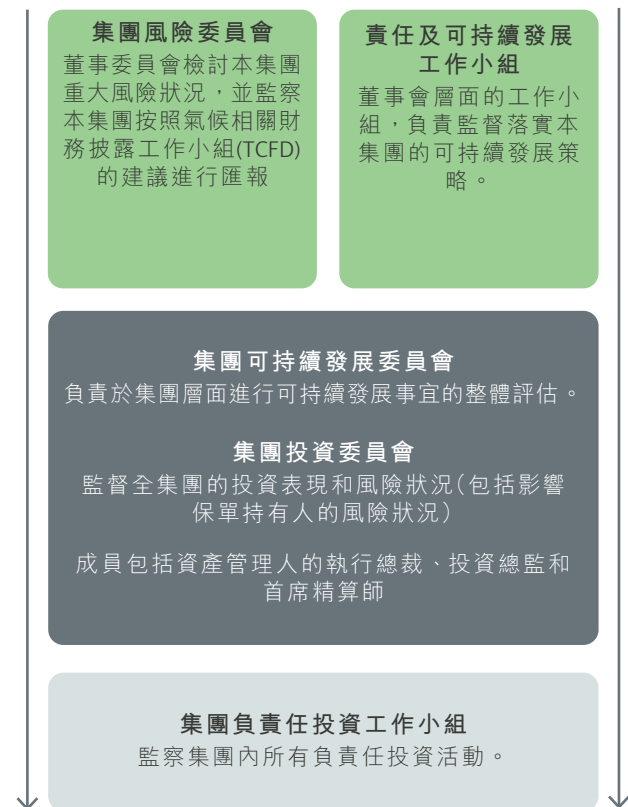 集團風險委員會
董事委員會檢討本集團
重大風險狀況，並監察
本集團按照氣候相關財
務披露工作小組(TCFD)
的建議進行匯報
責任及可持續發展
工作小組
董事會層面的工作小
組，負責監督落實本
集團的可持續發展策
略。
集團可持續發展委員會
負責於集團層面進行可持續發展事宜的整體評估。
集團投資委員會
監督全集團的投資表現和風險狀況(包括影響
保單持有人的風險狀況)
成員包括資產管理人的執行總裁、投資總監和
首席精算師
集團負責任投資工作小組
監察集團內所有負責任投資活動。